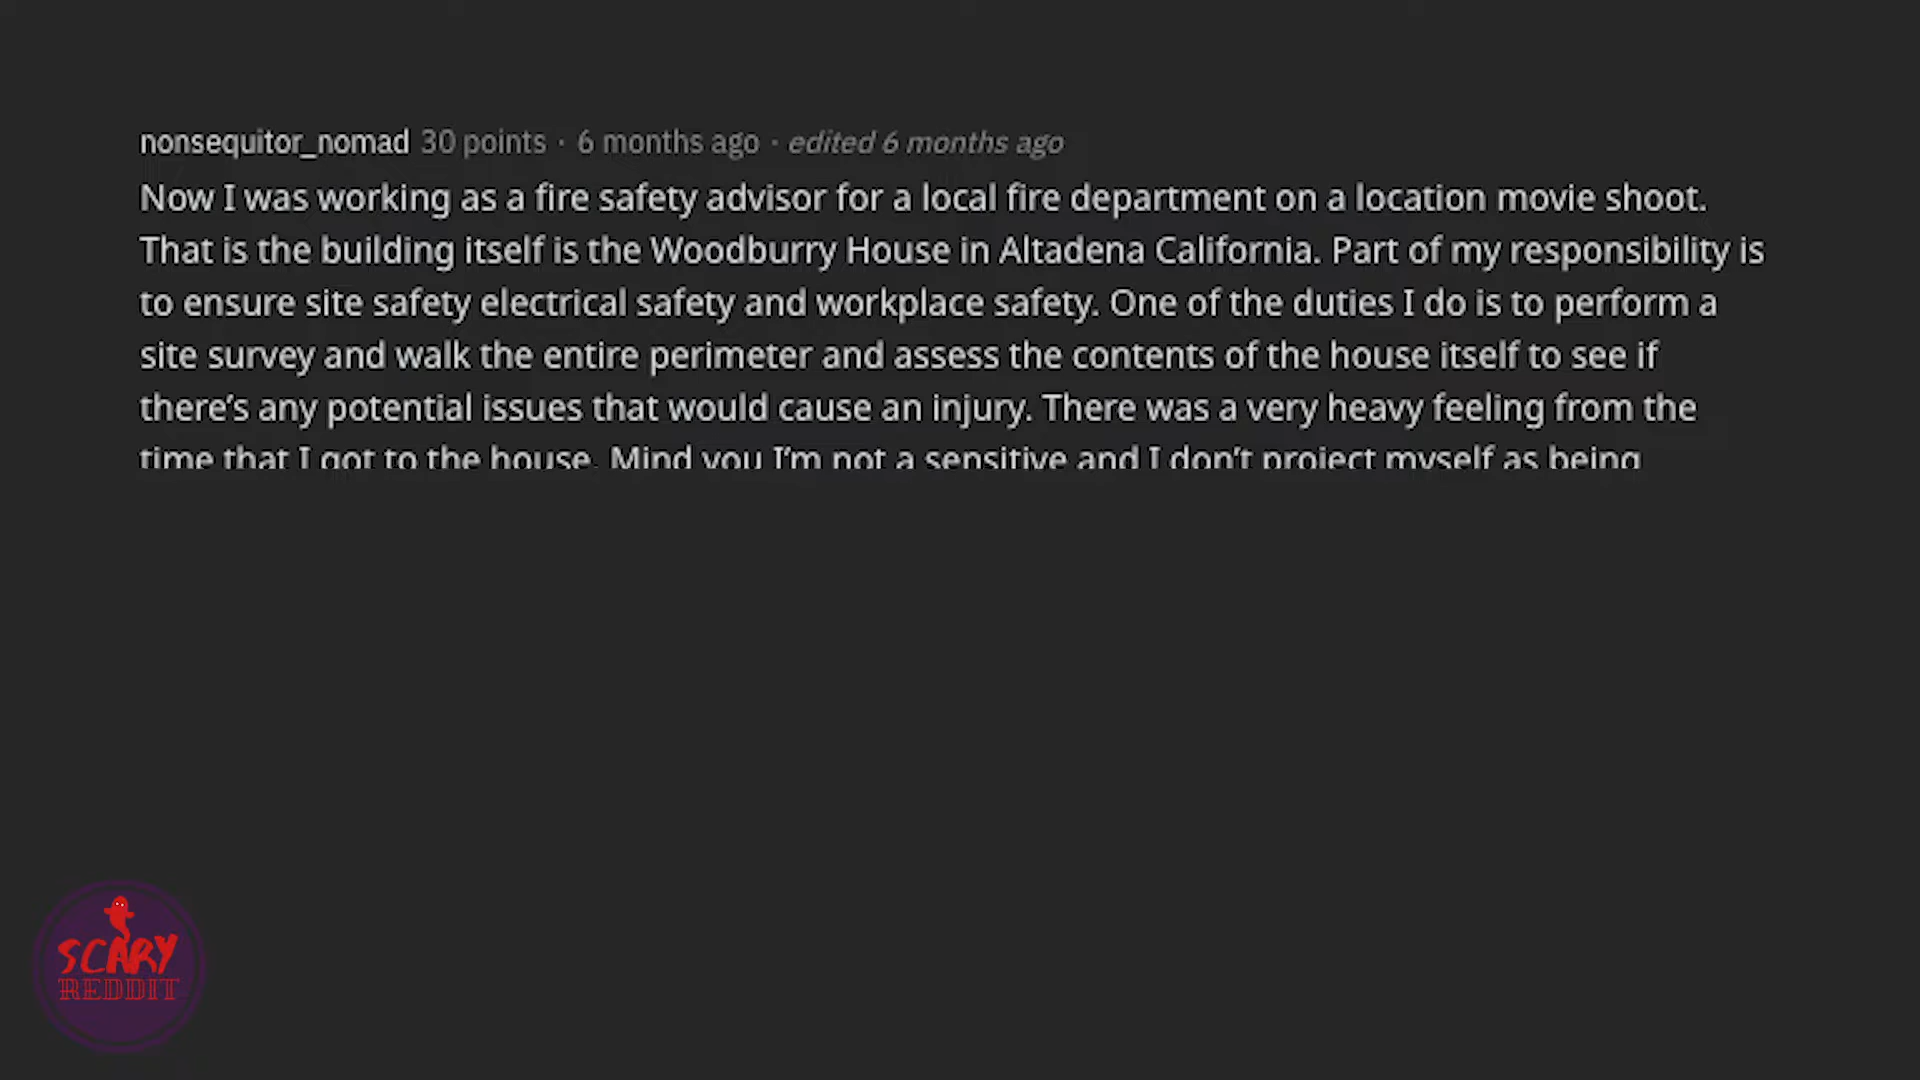 nonsequitor_nomad 30 points · 6 months ago · edited 6 months ago
Now I was working as a fire safety advisor for a local fire department on a location movie shoot.
That is the building itself is the Woodburry House in Altadena California. Part of my responsibility is
to ensure site safety electrical safety and workplace safety. One of the duties I do is to perform a
site survey and walk the entire perimeter and assess the contents of the house itself to see if
there’s any potential issues that would cause an injury. There was a very heavy feeling from the
time that I got to the house. Mind you I’m not a sensitive and I don’t project myself as being
SCARY
REDDIT